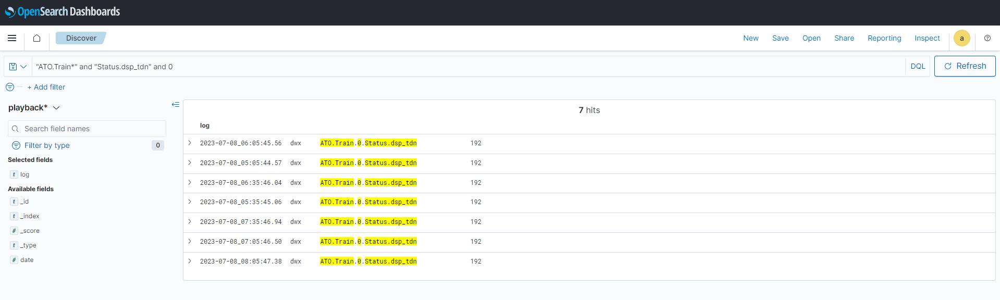 OpenSearch Dashboards
Discover
New Save Open Share Reporting Inspect a
"ATO.Train*" and "Status.dsp_tdn" and 0 DQL Refresh
+ Add filter
playback*
7 hits
Search field names
log
Filter by type 0
2023-07-08_06:05:45.56 dwx ATO.Train.0.Status.dsp_tdn 192
Selected fields
2023-07-08_05:05:44.57 dwx ATO.Train.0.Status.dsp_tdn 192
t log
2023-07-08_06:35:46.04 dwx ATO.Train.0.Status.dsp_tdn 192
Available fields
t _id
2023-07-08_05:35:45.06 dwx ATO.Train.0.Status.dsp_tdn 192
t _index
2023-07-08_07:35:46.94 dwx ATO.Train.0.Status.dsp_tdn 192
# _score
2023-07-08_07:05:46.50 dwx ATO.Train.0.Status.dsp_tdn 192
t _type
# date
2023-07-08_08:05:47.38 dwx ATO.Train.0.Status.dsp_tdn 192